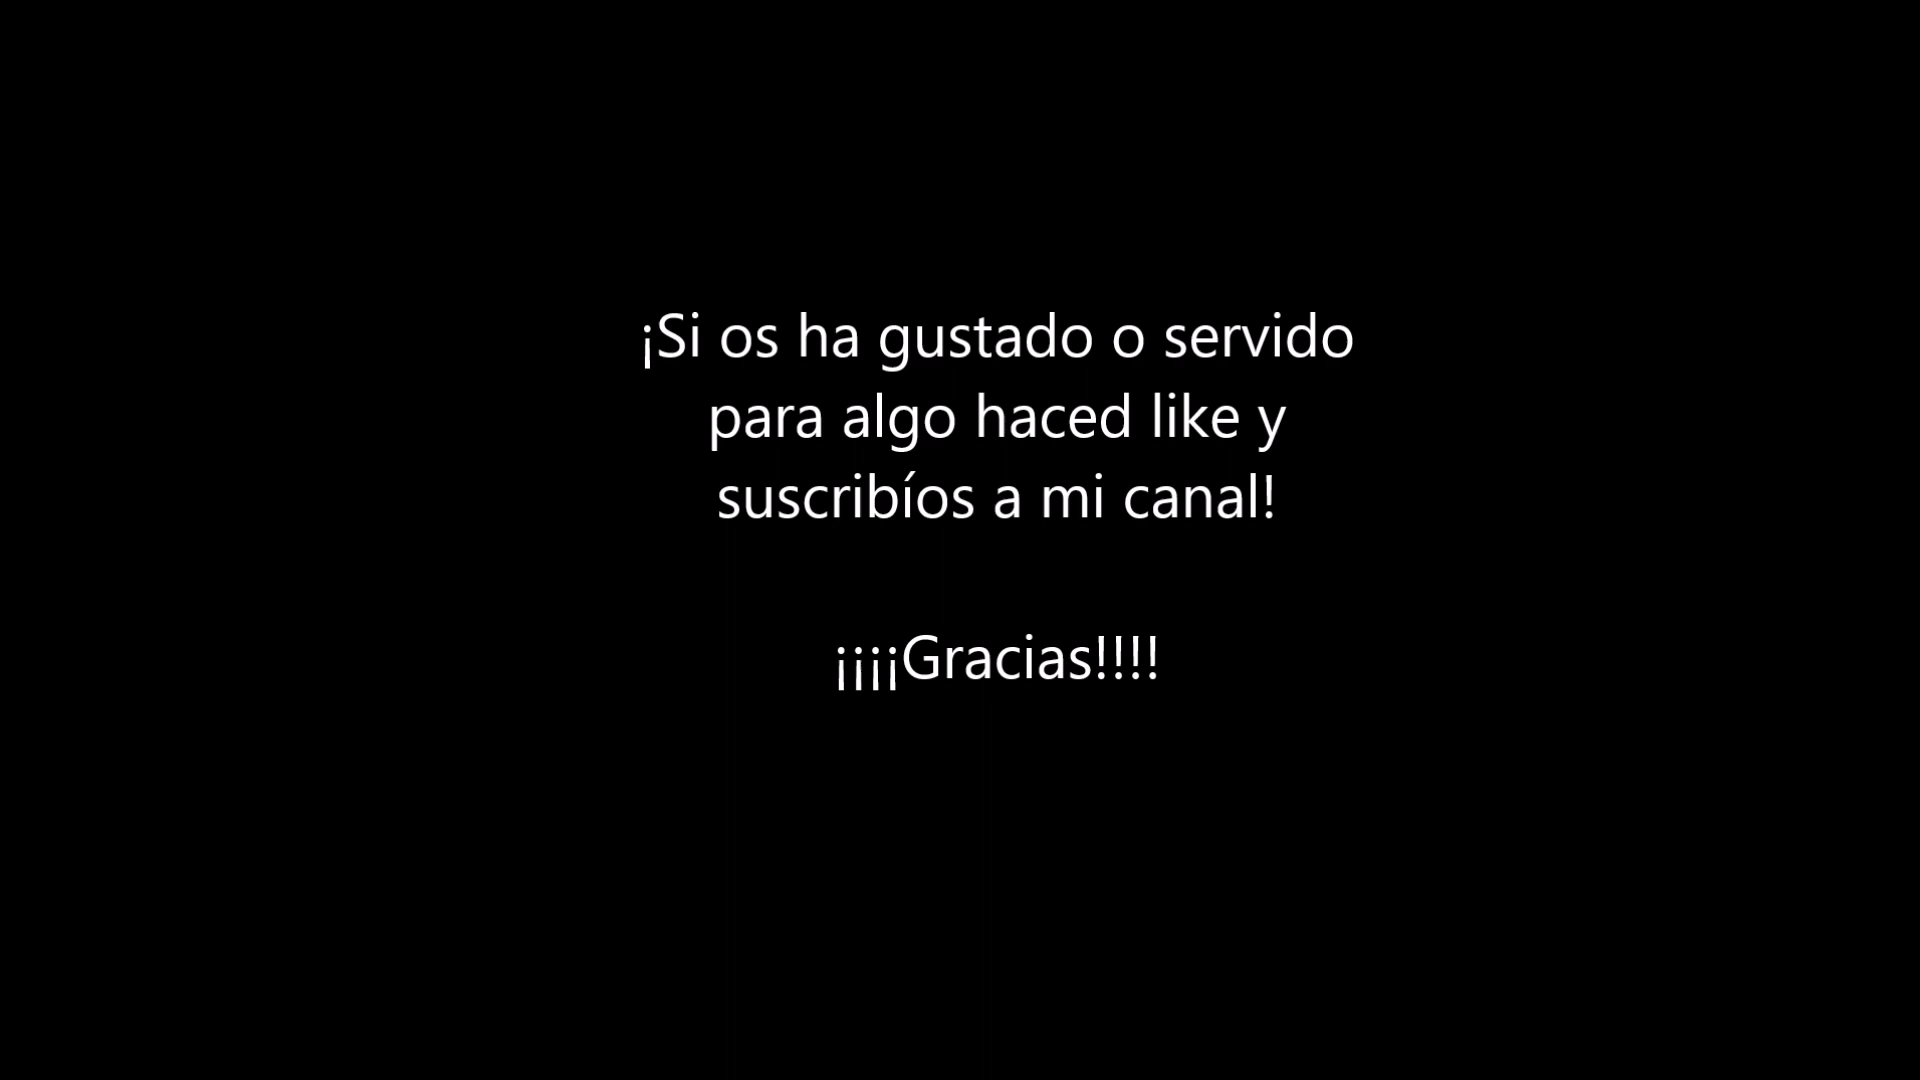 ¡Si os ha gustado o servido
para algo haced like y
suscribíos a mi canal!
¡¡¡¡Gracias!!!!